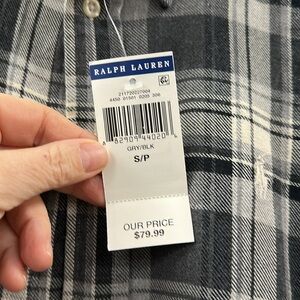 RALPH LAUREN
211720227004
GRY/BLK
S/P
OUR PRICE
$79.99